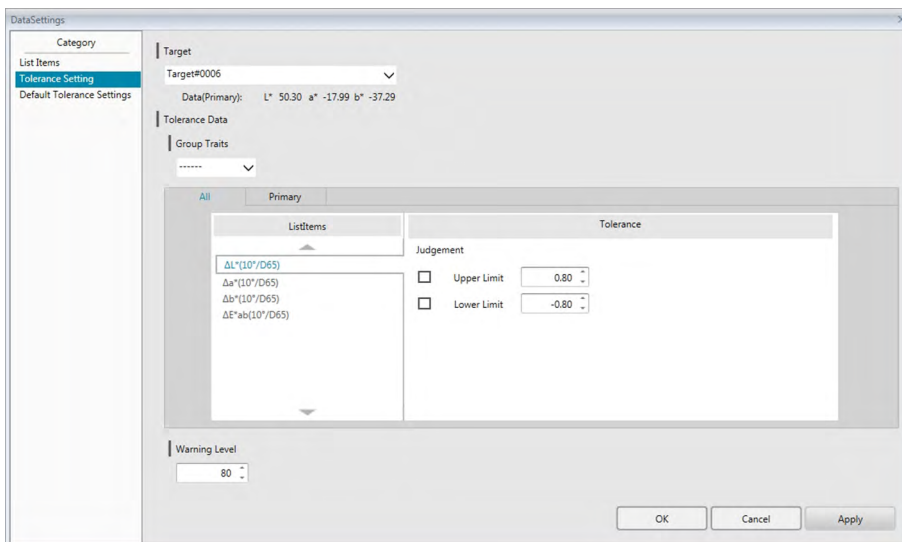 DataSettings
Category
List Items
Tolerance Setting
Default Tolerance Settings
Target
Target#0006
Data(Primary): L* 50.30 a* -17.99 b* -37.29
Tolerance Data
Group Traits
------
All Primary
ListItems
ΔL*(10°/D65)
Δa*(10°/D65)
Δb*(10°/D65)
ΔE*ab(10°/D65)
Tolerance
Judgement
Upper Limit 0.80
Lower Limit -0.80
Warning Level
80
OK Cancel Apply